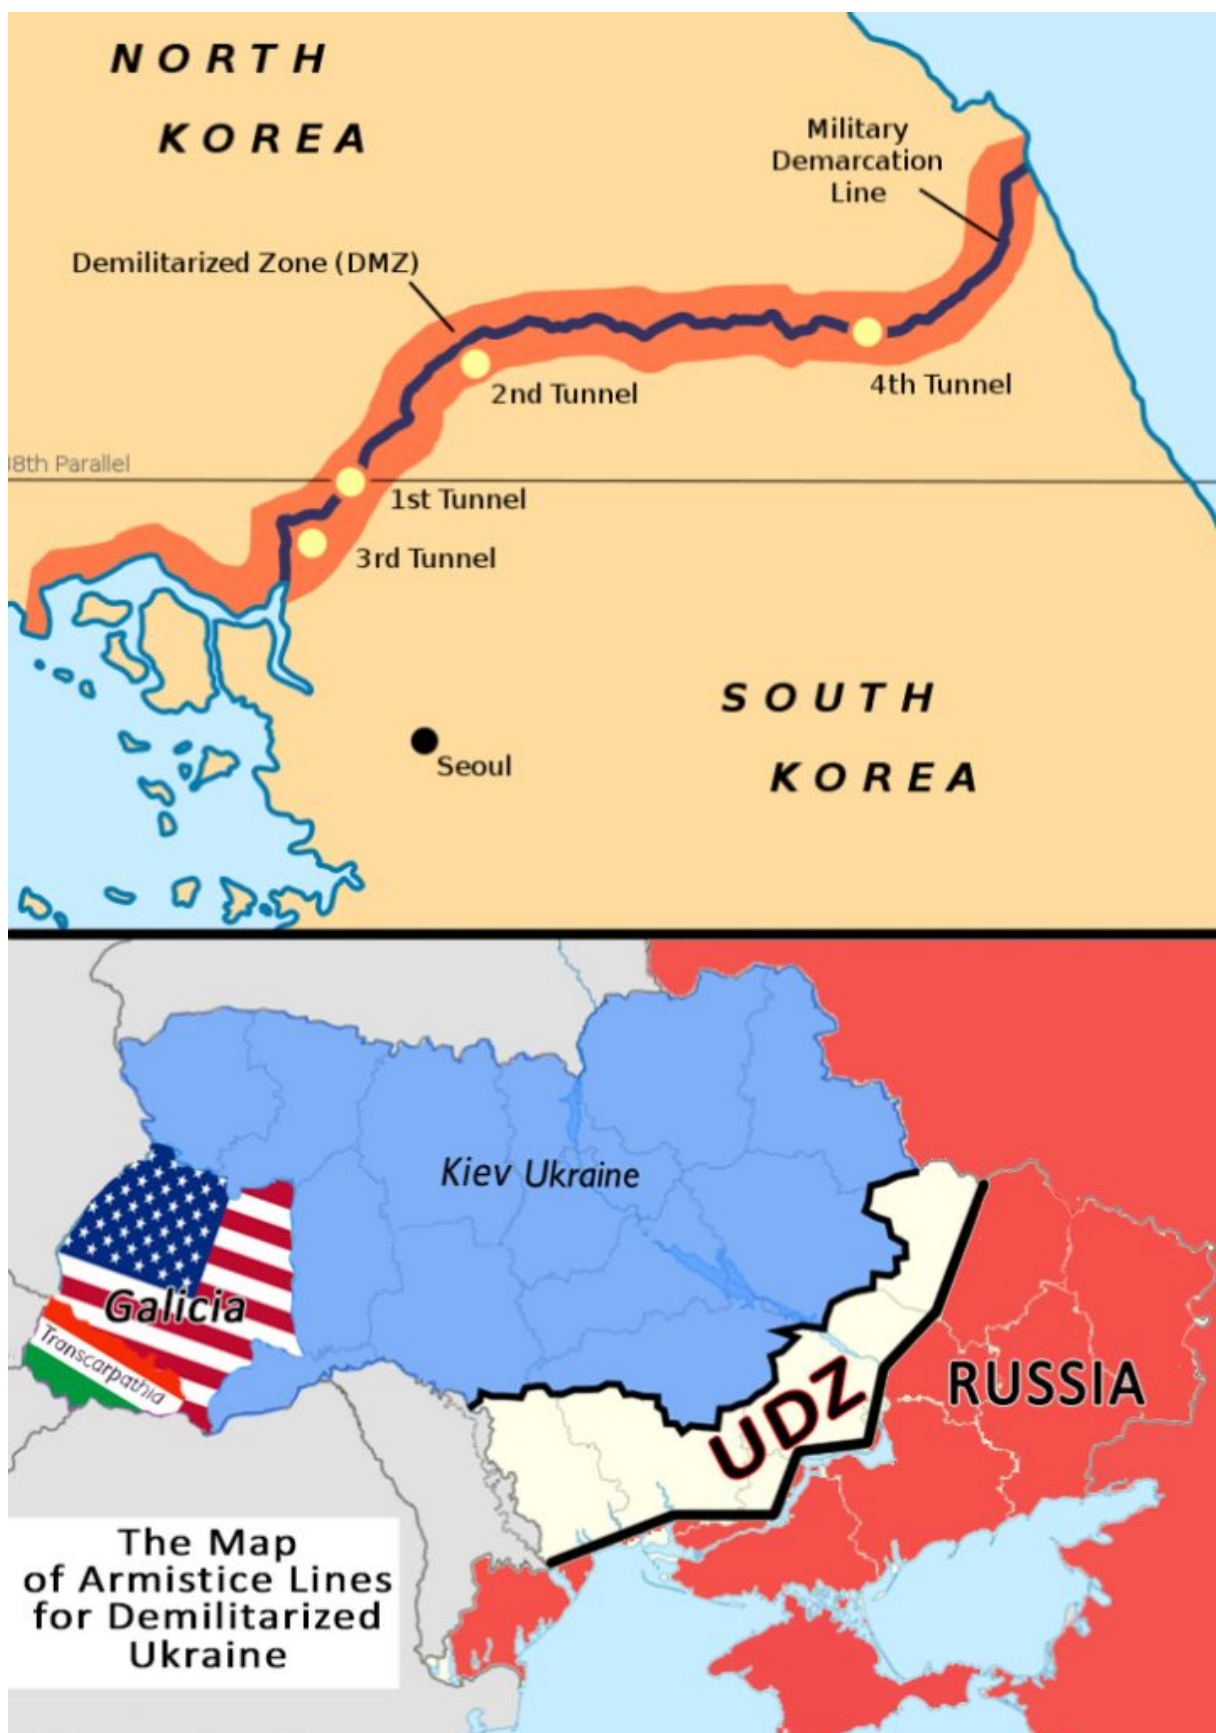 NORTH
KOREA
Military
Demarcation
Line
Demilitarized Zone (DMZ)
2nd Tunnel
4th Tunnel
8th Parallel
1st Tunnel
3rd Tunnel
SOUTH
KOREA
Seoul
Kiev Ukraine
Galicia
Transcarpathia
UDZ
RUSSIA
The Map
of Armistice Lines
for Demilitarized
Ukraine